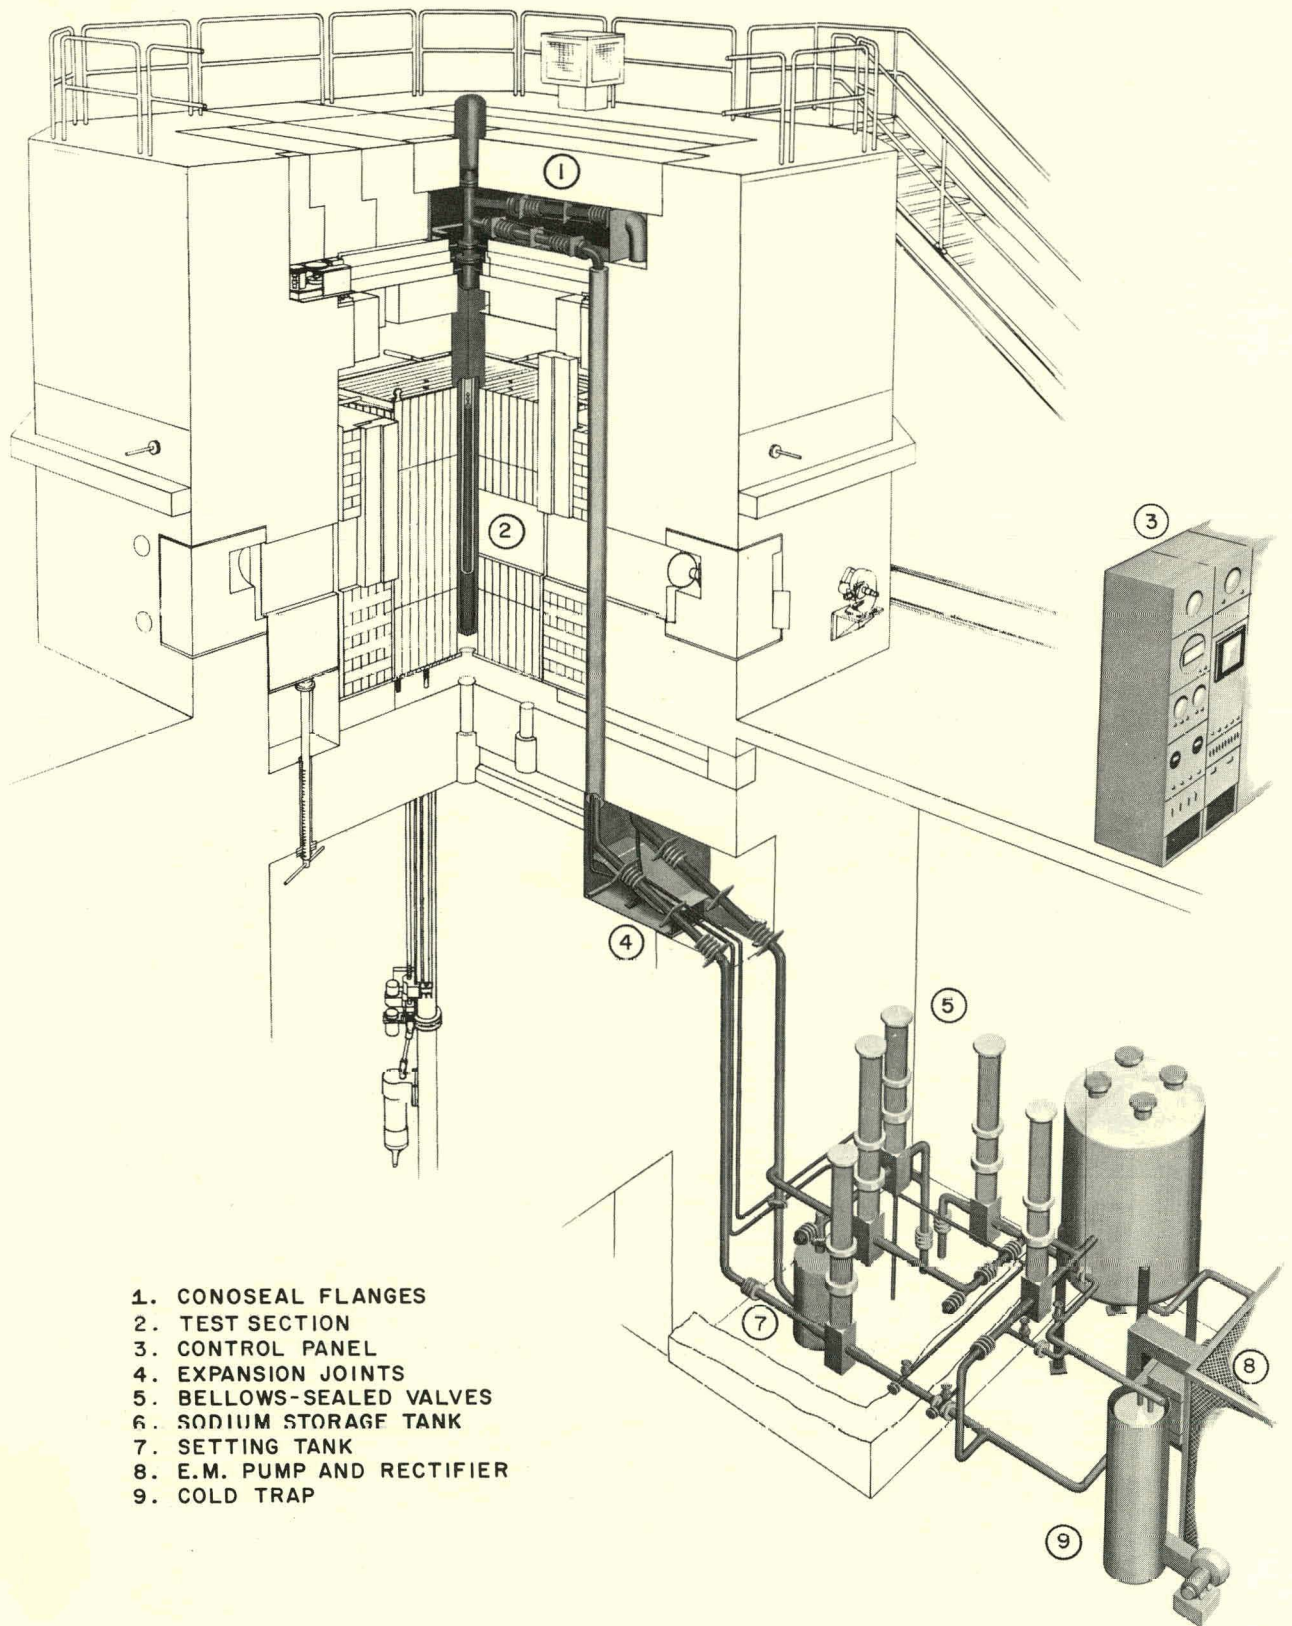 1
2
3
4
5
7
8
9
1. CONOSEAL FLANGES
2. TEST SECTION
3. CONTROL PANEL
4. EXPANSION JOINTS
5. BELLOWS-SEALED VALVES
6. SODIUM STORAGE TANK
7. SETTING TANK
8. E.M. PUMP AND RECTIFIER
9. COLD TRAP